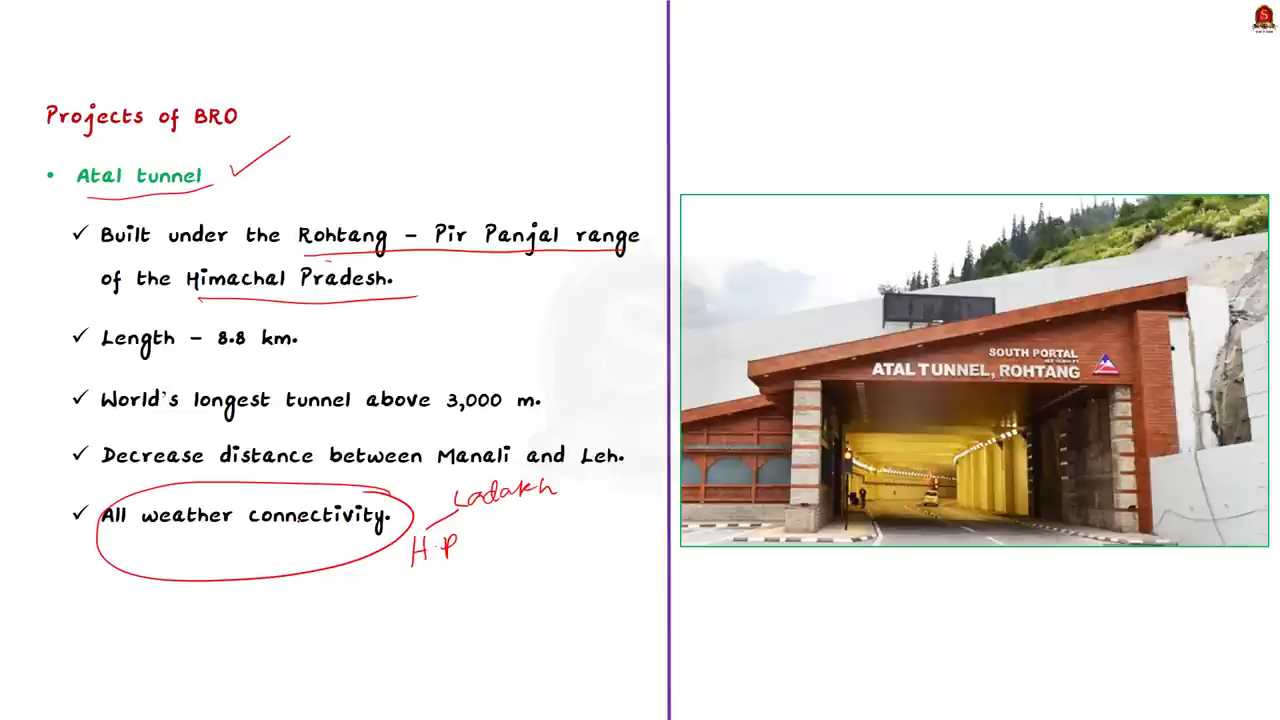 Projects of BRO
• Atal tunnel
✓ Built under the Rohtang – Pir Panjal range
of the Himachal Pradesh.
✓ Length – 8.8 km.
✓ World's longest tunnel above 3,000 m.
✓ Decrease distance between Manali and Leh.
✓ All weather connectivity.
Ladakh
H.P
SOUTH PORTAL
ATAL TUNNEL, ROHTANG